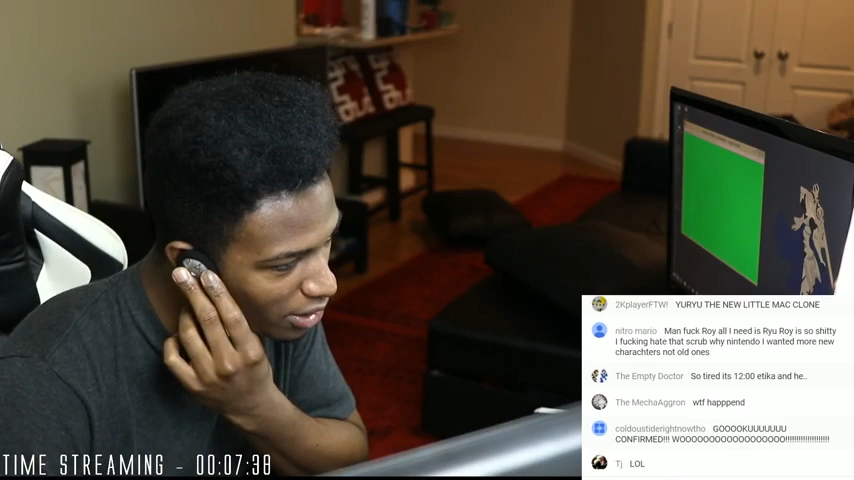 2KplayerFTW! YURYU THE NEW LITTLE MAC CLONE
nitro mario Man fuck Roy all I need is Ryu Roy is so shitty
I fucking hate that scrub why nintendo I wanted more new
charachters not old ones
The Empty Doctor So tired its 12:00 etika and he..
The MechaAggron wtf happpend
coldoustiderightnowtho GOOOOKUUUUUUU
CONFIRMED!!! WOOOOOOOOOOOOOOOOOO!!!!!!!!!!!!!!!!!!!!!!
Tj LOL
TIME STREAMING - 00:07:38